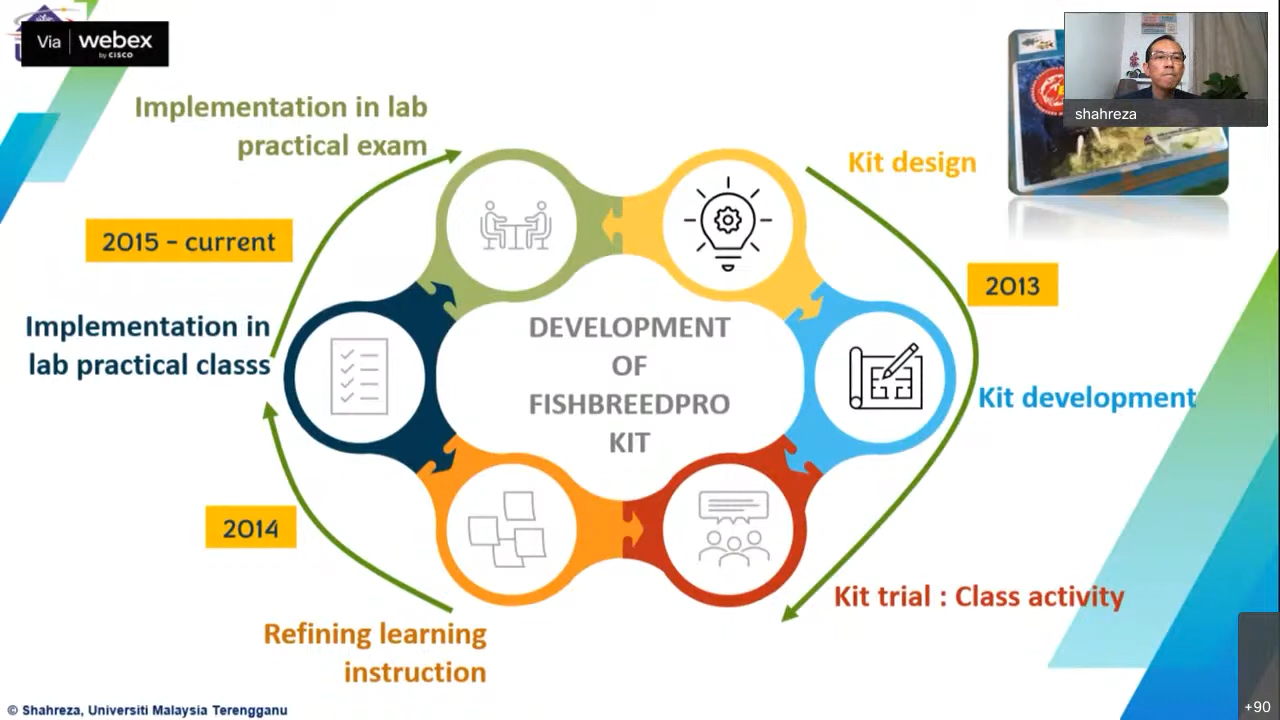 Via webex
by CISCO
shahreza
Implementation in lab
practical exam
Kit design
2015 - current
2013
Implementation in
lab practical classs
DEVELOPMENT
OF
FISHBREEDPRO
KIT
Kit development
2014
Kit trial : Class activity
Refining learning
instruction
© Shahreza, Universiti Malaysia Terengganu
+90